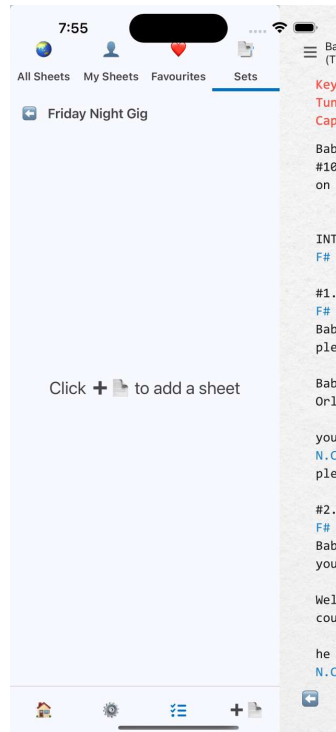 7:55
All Sheets My Sheets Favourites Sets
Friday Night Gig
Click + to add a sheet
Ba
(T
Key
Tun
Cap
Bab
#10
on
INT
F#
#1.
F#
Bab
ple
Bab
Orl
you
N.C
ple
#2.
F#
Bab
you
Wel
cou
he
N.C